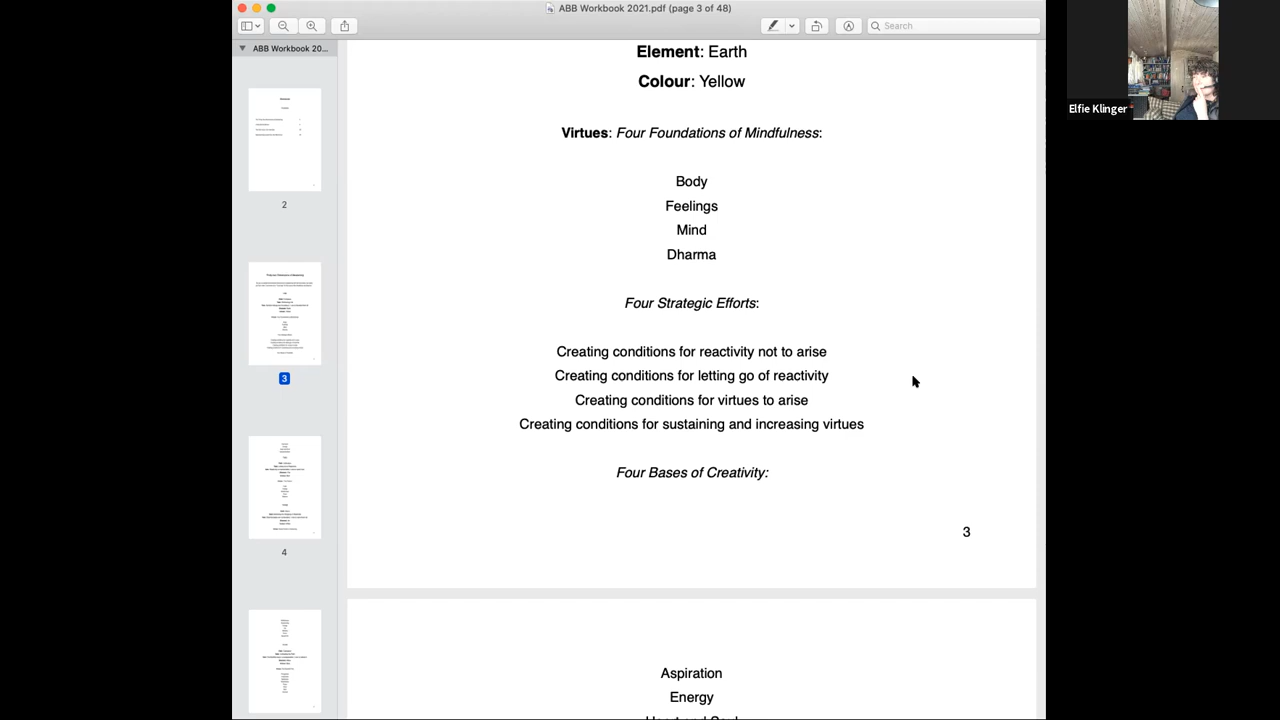 ABB Workbook 2021.pdf (page 3 of 48)
Search
ABB Workbook 20...
2
3
4
Element: Earth
Colour: Yellow
Virtues: Four Foundations of Mindfulness:
Body
Feelings
Mind
Dharma
Four Strategic Efforts:
Creating conditions for reactivity not to arise
Creating conditions for letting go of reactivity
Creating conditions for virtues to arise
Creating conditions for sustaining and increasing virtues
Four Bases of Creativity:
3
Aspiration
Energy
Heart and Soul
Elfie Klinger